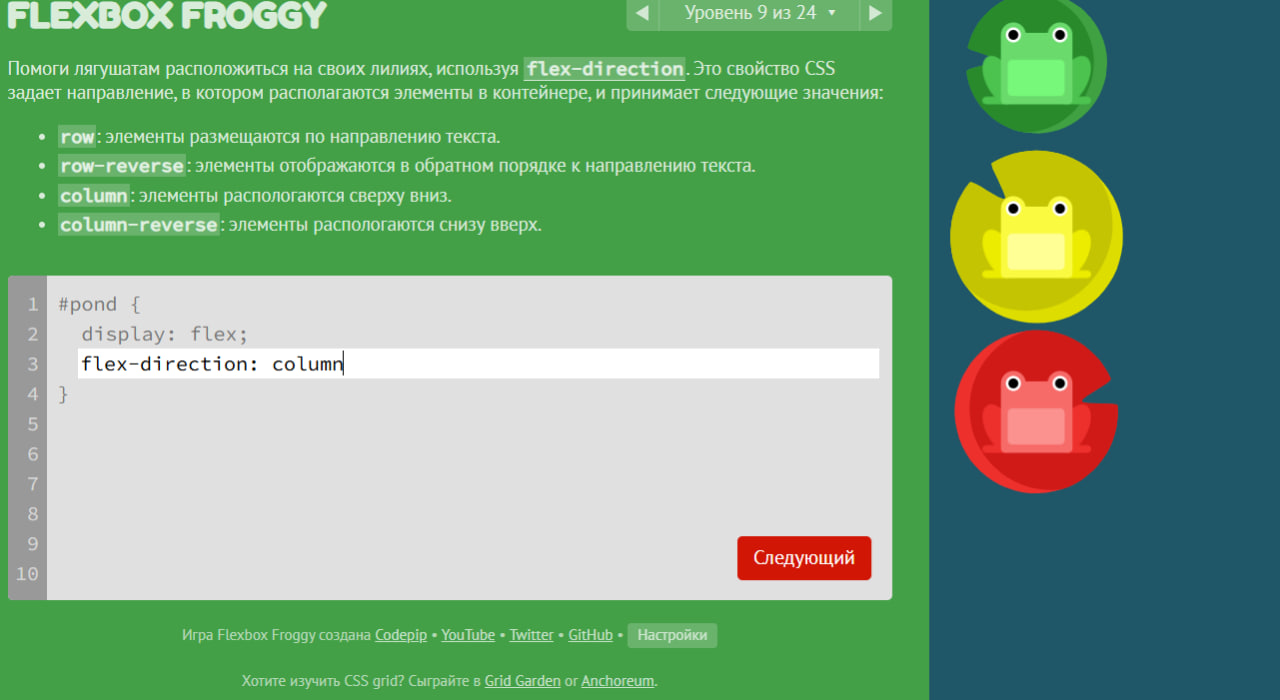 FLEXBOX FROGGY
◀ Уровень 9 из 24 ▾ ▶
Помоги лягушатам расположиться на своих лилиях, используя flex-direction. Это свойство CSS
задает направление, в котором располагаются элементы в контейнере, и принимает следующие значения:
• row: элементы размещаются по направлению текста.
• row-reverse: элементы отображаются в обратном порядке к направлению текста.
• column: элементы распологаются сверху вниз.
• column-reverse: элементы распологаются снизу вверх.
1 #pond {
2 display: flex;
3 flex-direction: column
4 }
5
6
7
8
9
10
Следующий
Игра Flexbox Froggy создана Codepip • YouTube • Twitter • GitHub • Настройки
Хотите изучить CSS grid? Сыграйте в Grid Garden or Anchoreum.